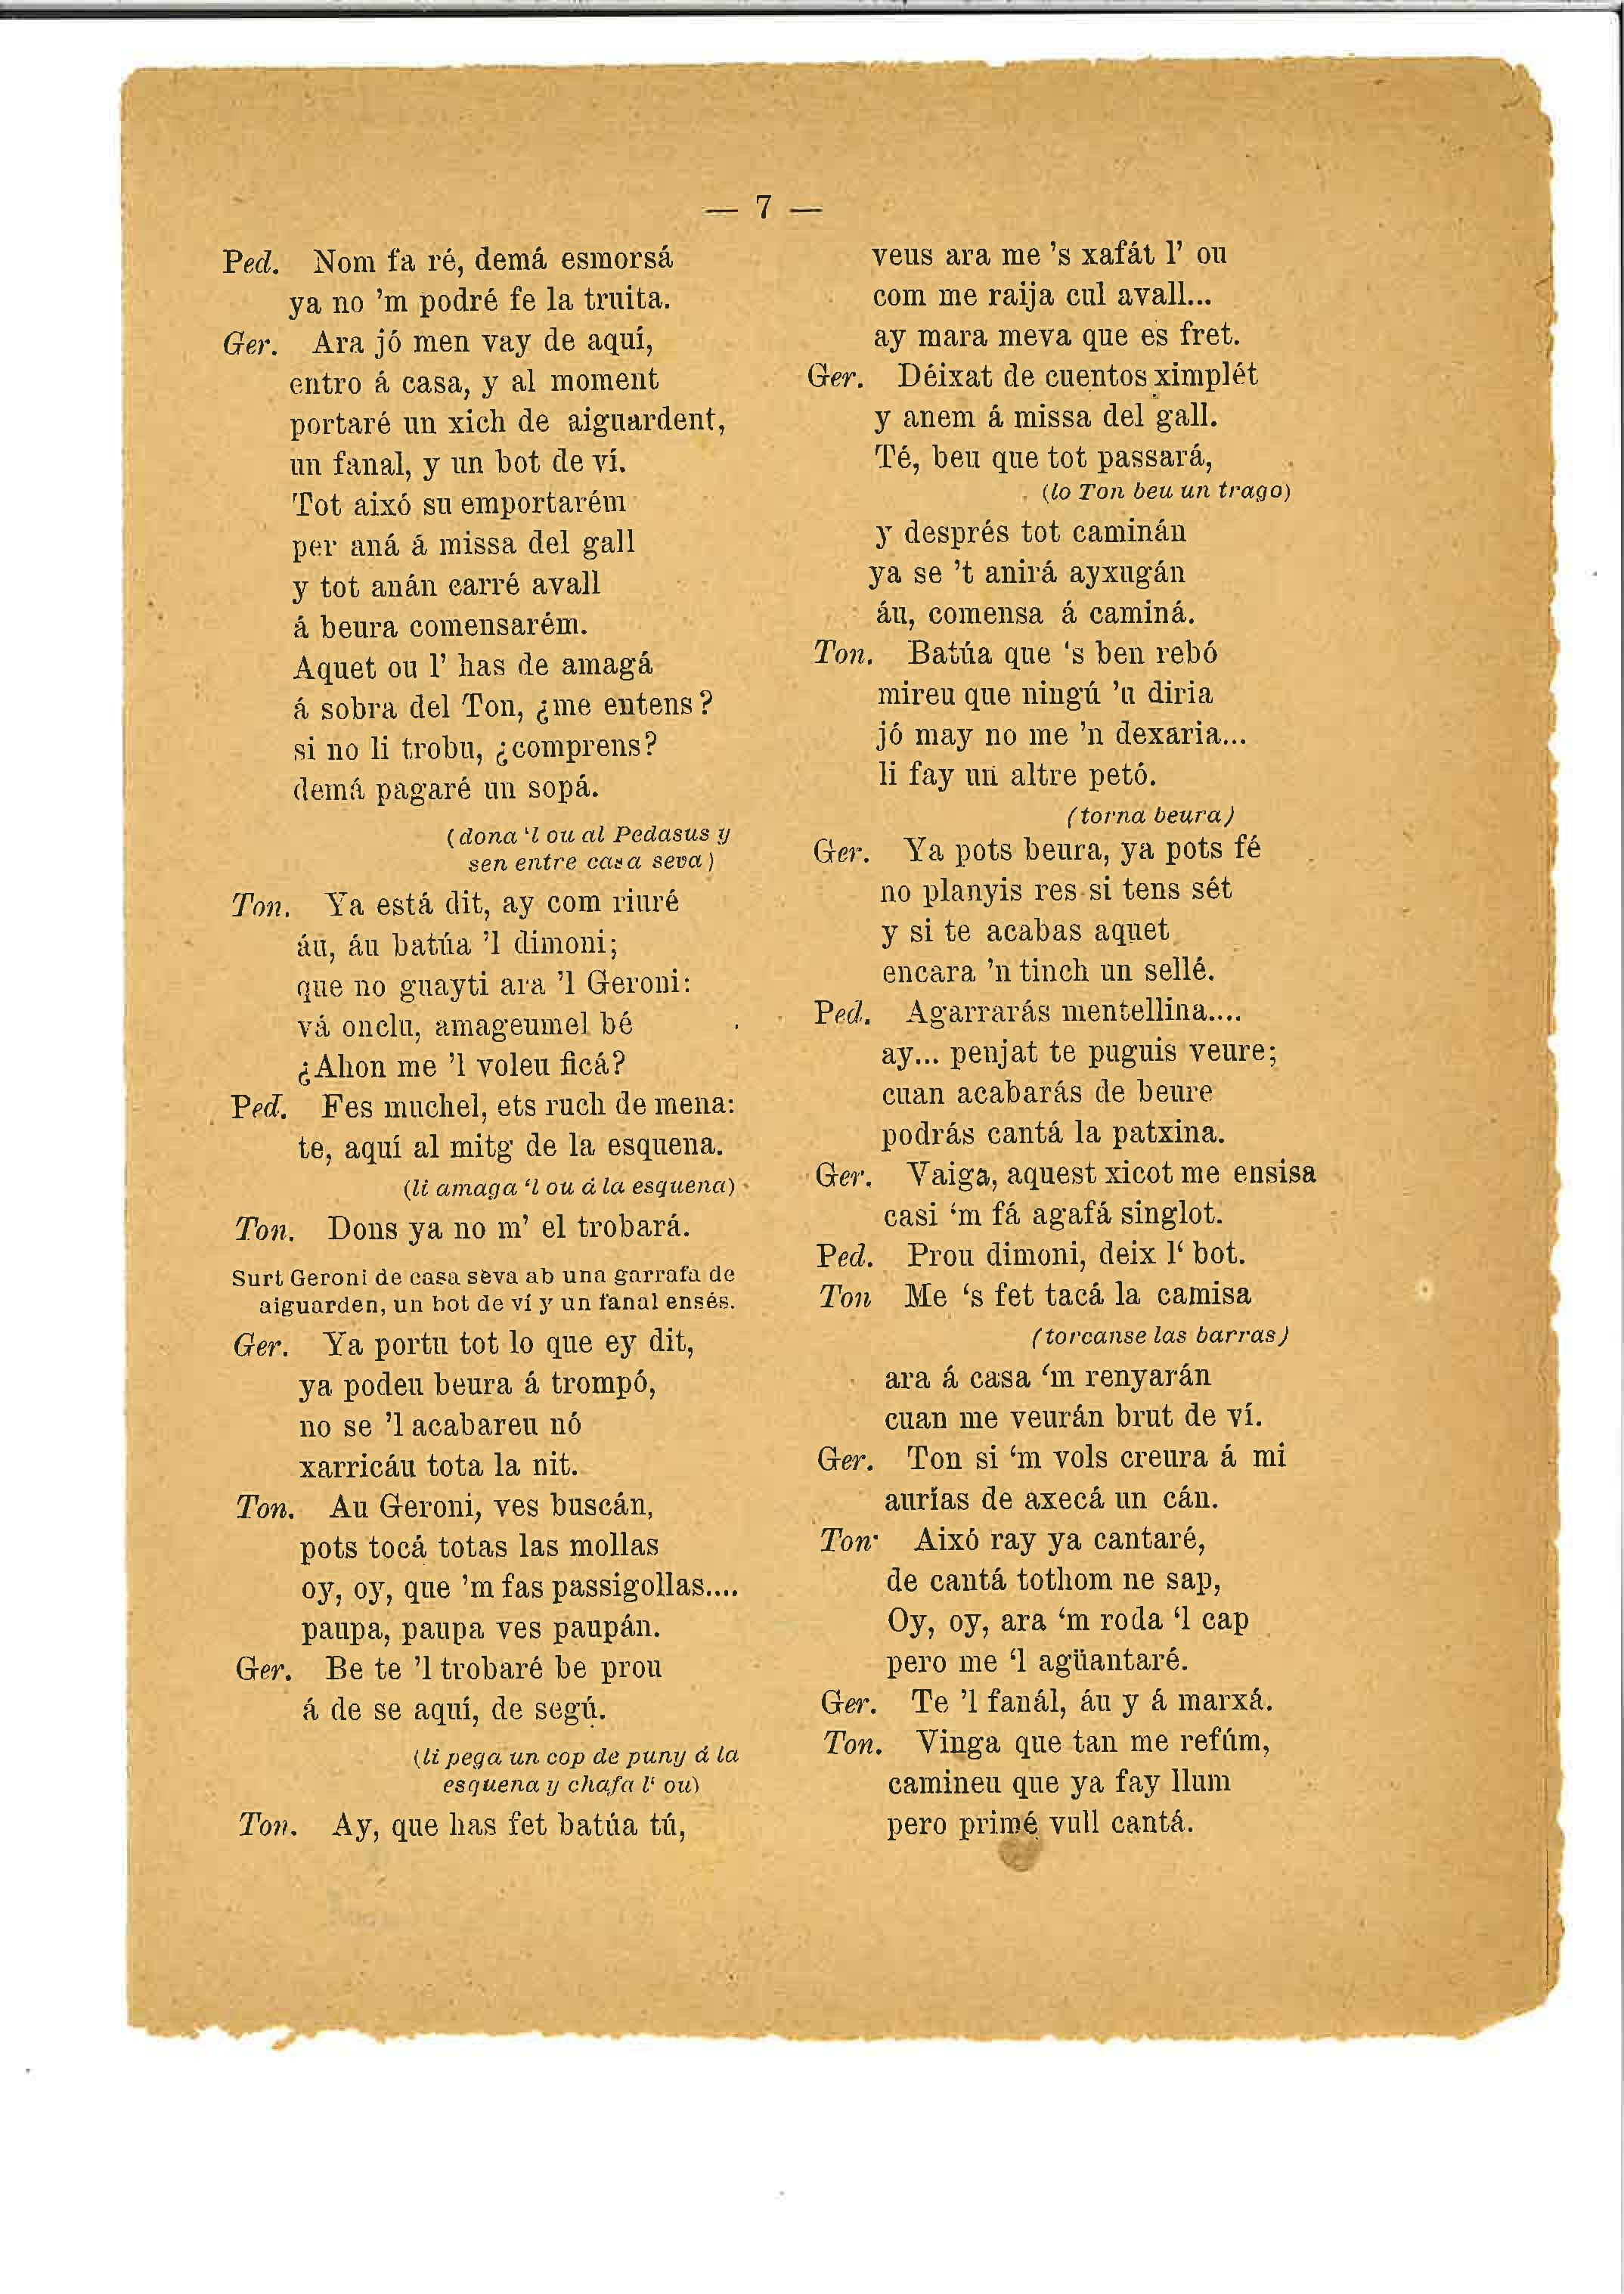 — 7 —
Ped. Nom fa ré, demá esmorsá
ya no 'm podré fe la truita.
Ger. Ara jó men vay de aquí,
entro á casa, y al moment
portaré un xich de aiguardent,
un fanal, y un bot de ví.
Tot aixó su emportarém
per aná á missa del gall
y tot anán carré avall
á beura comensarém.
Aquet ou l' has de amagá
á sobra del Ton, ¿me entens?
si no li trobu, ¿comprens?
demá pagaré un sopá.
(dona 'l ou al Pedasus y
sen entre casa seva)
Ton. Ya está dit, ay com riuré
áu, áu batúa 'l dimoni;
que no guayti ara 'l Geroni:
vá onclu, amageumel bé
¿Ahon me 'l voleu ficá?
Ped. Fes muchel, ets ruch de mena:
te, aquí al mitg de la esquena.
(li amaga 'l ou á la esquena)
Ton. Dons ya no m' el trobará.
Surt Geroni de casa sèva ab una garrafa de
aiguarden, un bot de ví y un fanal ensés.
Ger. Ya portu tot lo que ey dit,
ya podeu beura á trompó,
no se 'l acabareu nó
xarricáu tota la nit.
Ton. Au Geroni, ves buscán,
pots tocá totas las mollas
oy, oy, que 'm fas passigollas....
paupa, paupa ves paupán.
Ger. Be te 'l trobaré be prou
á de se aquí, de segú.
(li pega un cop de puny á la
esquena y chafa l' ou)
Ton. Ay, que has fet batúa tú,
veus ara me 's xafát l' ou
com me raija cul avall...
ay mara meva que es fret.
Ger. Déixat de cuentos ximplét
y anem á missa del gall.
Té, beu que tot passará,
(lo Ton beu un trago)
y després tot caminán
ya se 't anirá ayxugán
áu, comensa á caminá.
Ton. Batúa que 's ben rebó
mireu que ningú 'u diria
jó may no me 'n dexaria...
li fay un altre petó.
(torna beura)
Ger. Ya pots beura, ya pots fé
no planyis res si tens sét
y si te acabas aquet
encara 'n tinch un sellé.
Ped. Agarrarás mentellina....
ay... penjat te puguis veure;
cuan acabarás de beure
podrás cantá la patxina.
Ger. Vaiga, aquest xicot me ensisa
casi 'm fá agafá singlot.
Ped. Prou dimoni, deix l' bot.
Ton Me 's fet tacá la camisa
(torcanse las barras)
ara á casa 'm renyarán
cuan me veurán brut de ví.
Ger. Ton si 'm vols creura á mi
aurías de axecá un cán.
Ton· Aixó ray ya cantaré,
de cantá tothom ne sap,
Oy, oy, ara 'm roda 'l cap
pero me 'l agüantaré.
Ger. Te 'l fanál, áu y á marxá.
Ton. Vinga que tan me refúm,
camineu que ya fay llum
pero primé vull cantá.